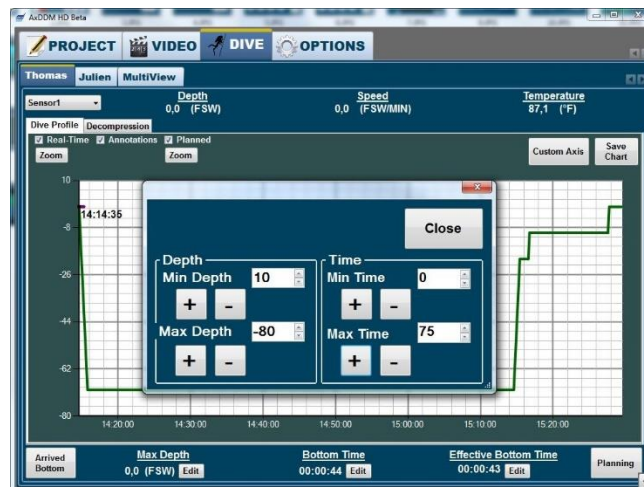 AxDDM HD Beta
PROJECT VIDEO DIVE OPTIONS
Thomas Julien MultiView
Sensor1 Depth Speed Temperature
0,0 (FSW) 0,0 (FSW/MIN) 87,1 (°F)
Dive Profile Decompression
Real-Time Annotations Planned
Zoom Zoom Custom Axis Save Chart
10
14:14:35
-8
-26
-44
-62
-80
14:20:00 14:30:00 14:40:00 14:50:00 15:00:00 15:10:00 15:20:00
Close
Depth Time
Min Depth 10 Min Time 0
+ - + -
Max Depth -80 Max Time 75
+ - + -
Arrived Bottom Max Depth Bottom Time Effective Bottom Time Planning
0,0 (FSW) Edit 00:00:44 Edit 00:00:43 Edit